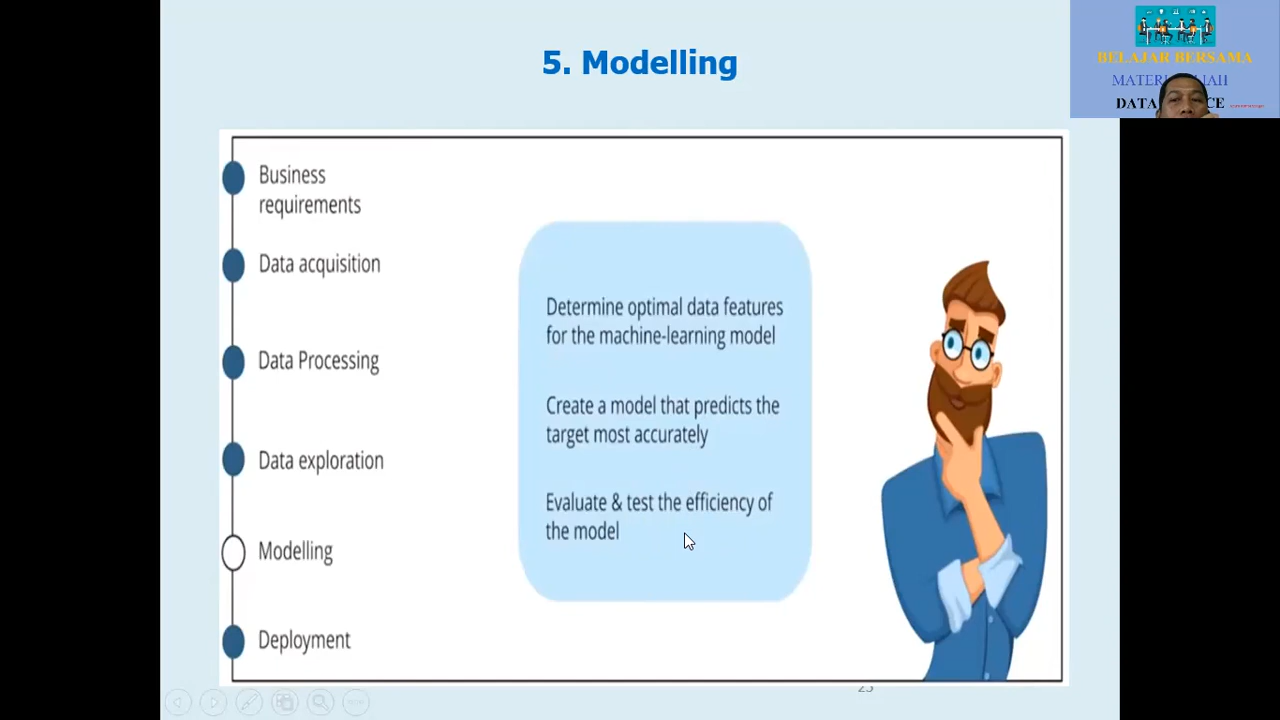 5. Modelling
BELAJAR BERSAMA
DATA
Business
requirements
Data acquisition
Data Processing
Data exploration
Modelling
Deployment
Determine optimal data features
for the machine-learning model
Create a model that predicts the
target most accurately
Evaluate & test the efficiency of
the model